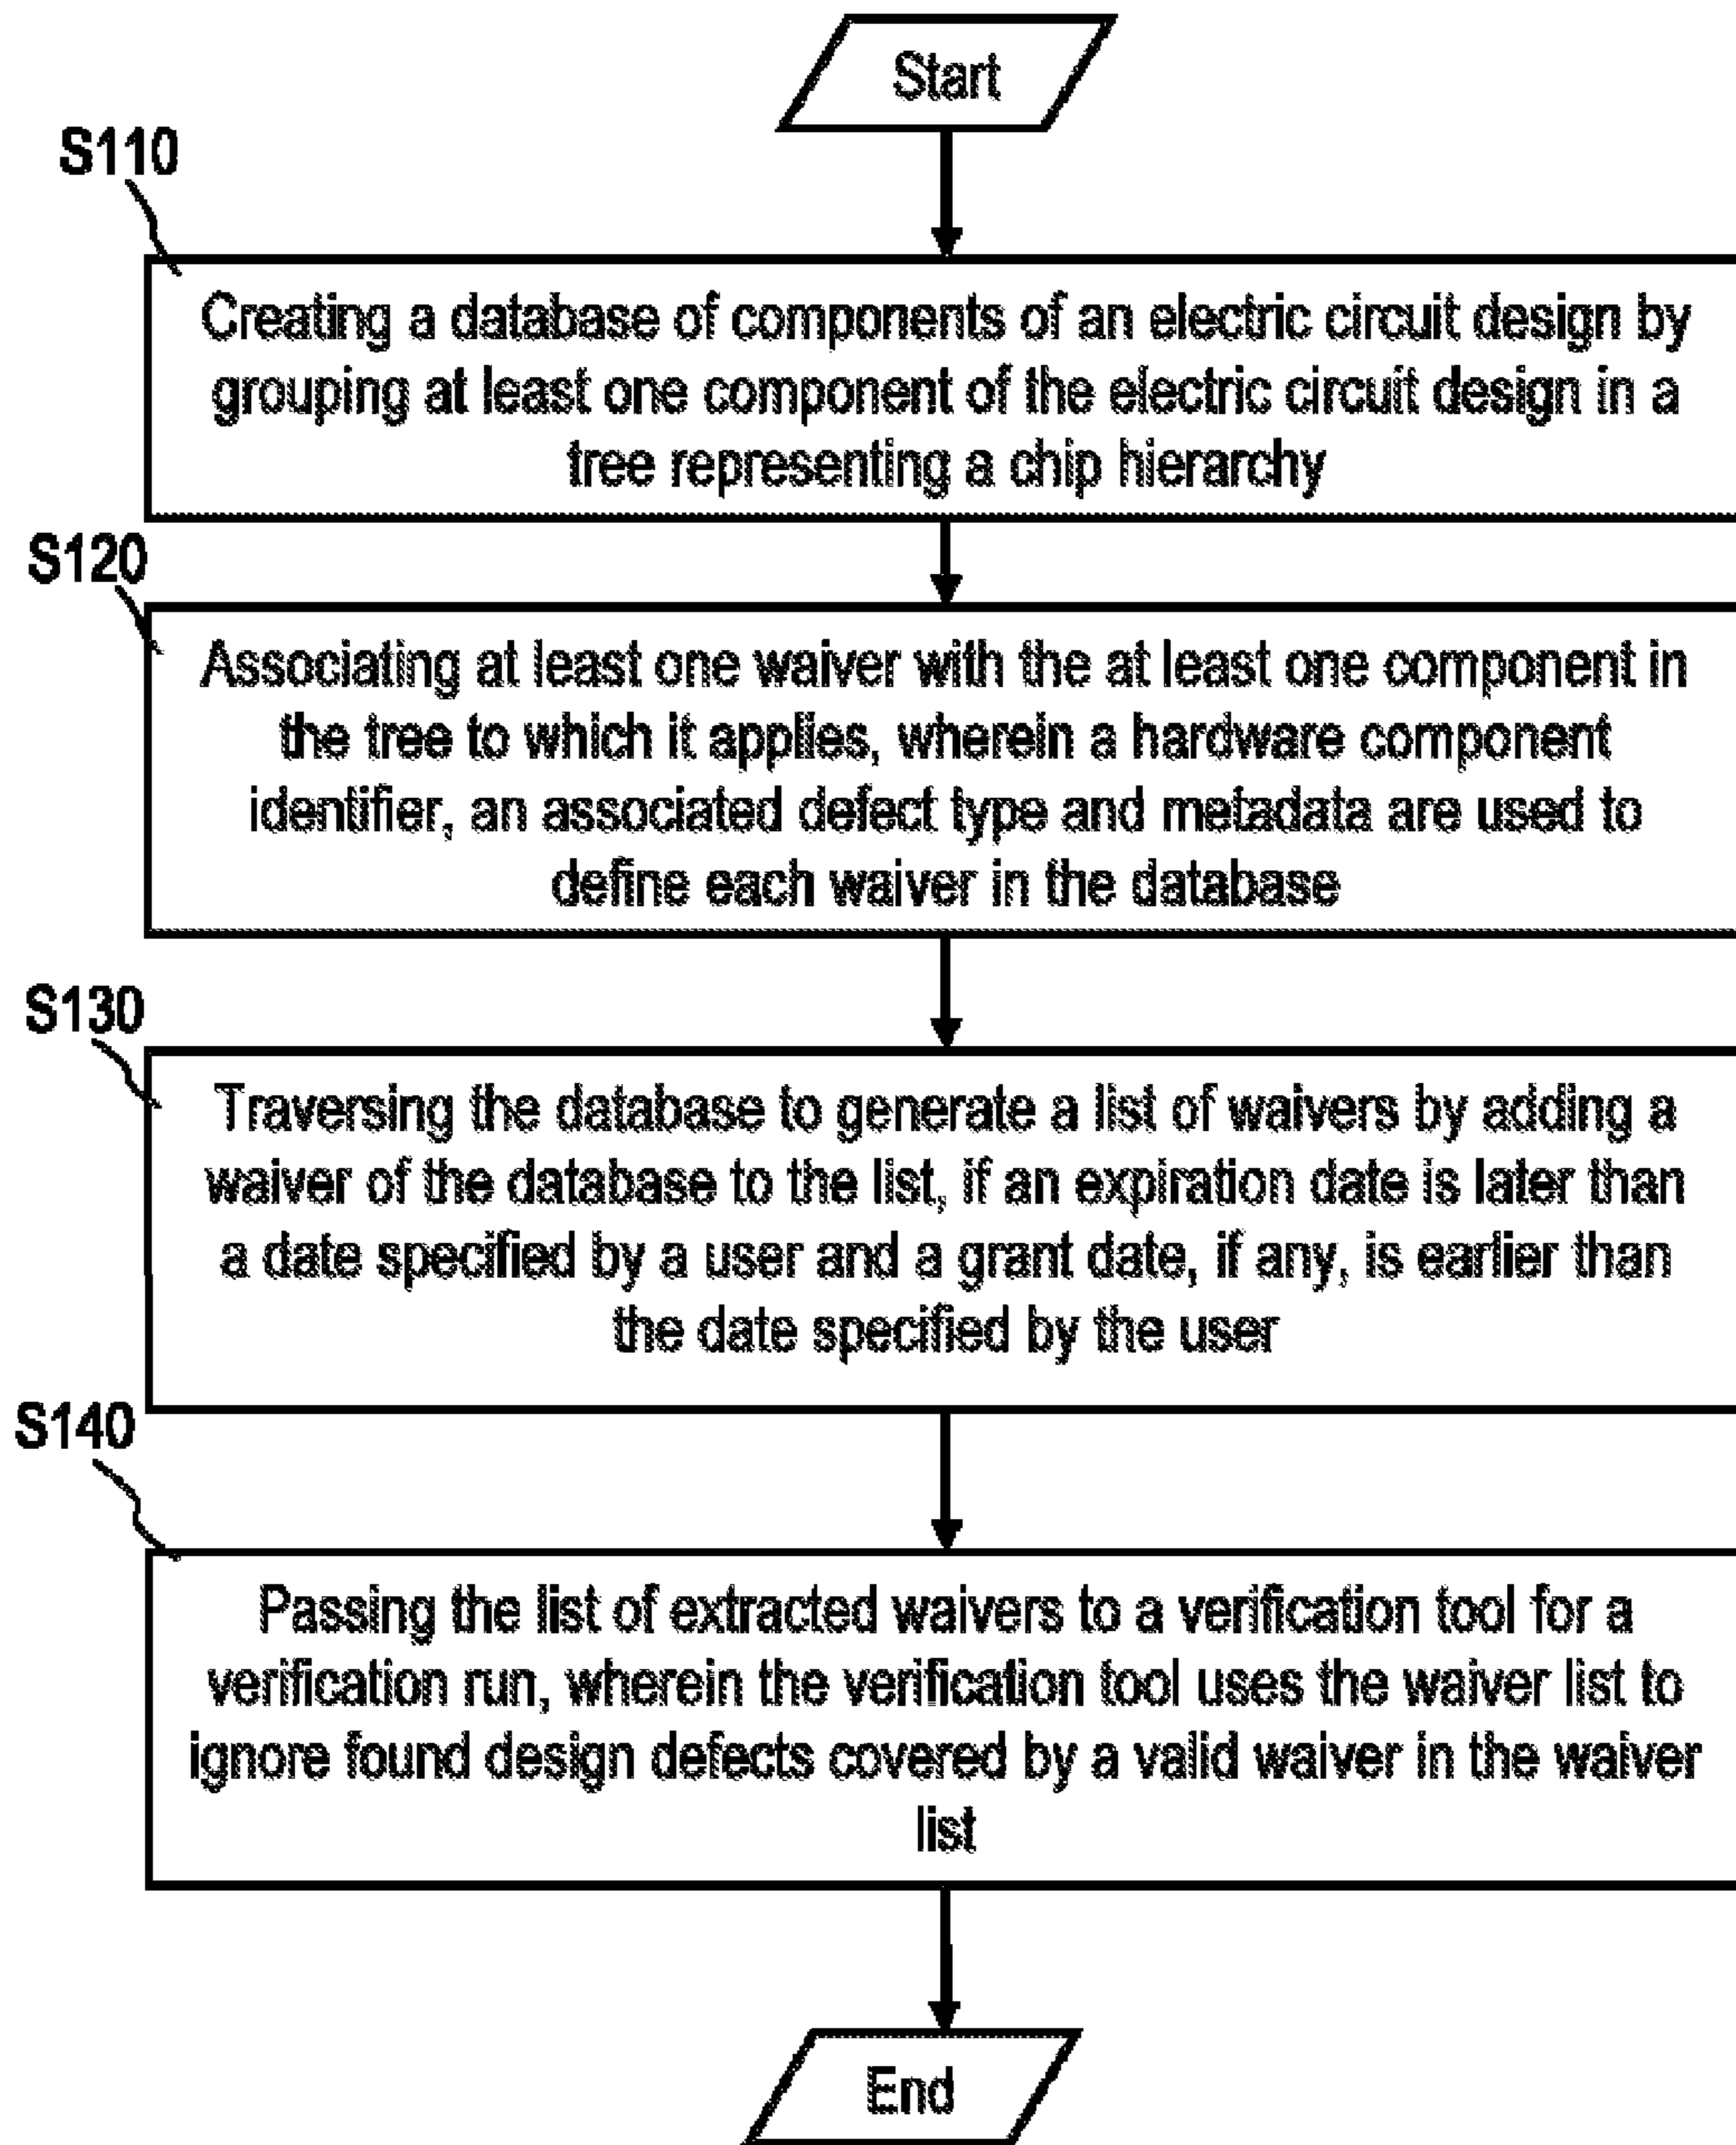 Start
S110
Creating a database of components of an electric circuit design by
grouping at least one component of the electric circuit design in a
tree representing a chip hierarchy
S120
Associating at least one waiver with the at least one component in
the tree to which it applies, wherein a hardware component
identifier, an associated defect type and metadata are used to
define each waiver in the database
S130
Traversing the database to generate a list of waivers by adding a
waiver of the database to the list, if an expiration date is later than
a date specified by a user and a grant date, if any, is earlier than
the date specified by the user
S140
Passing the list of extracted waivers to a verification tool for a
verification run, wherein the verification tool uses the waiver list to
ignore found design defects covered by a valid waiver in the waiver
list
End